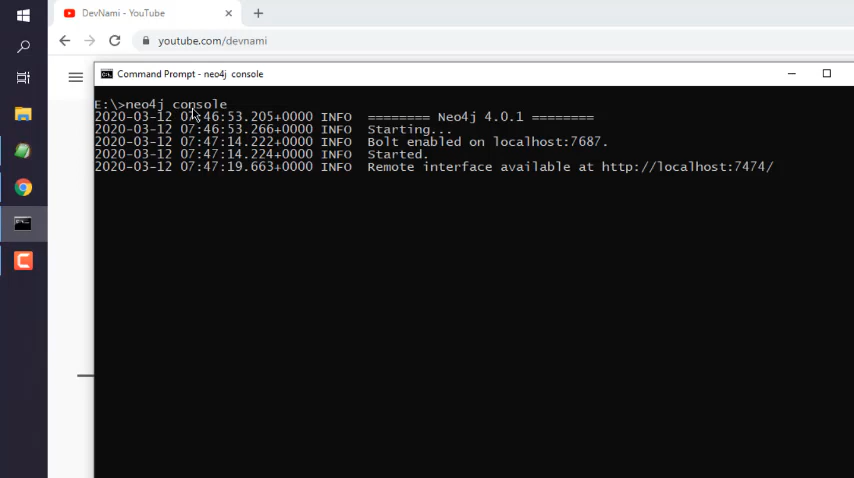 DevNami - YouTube
youtube.com/devnami
Command Prompt - neo4j  console
E:\>neo4j console
2020-03-12 07:46:53.205+0000 INFO  ======== Neo4j 4.0.1 ========
2020-03-12 07:46:53.266+0000 INFO  Starting...
2020-03-12 07:47:14.222+0000 INFO  Bolt enabled on localhost:7687.
2020-03-12 07:47:14.224+0000 INFO  Started.
2020-03-12 07:47:19.663+0000 INFO  Remote interface available at http://localhost:7474/